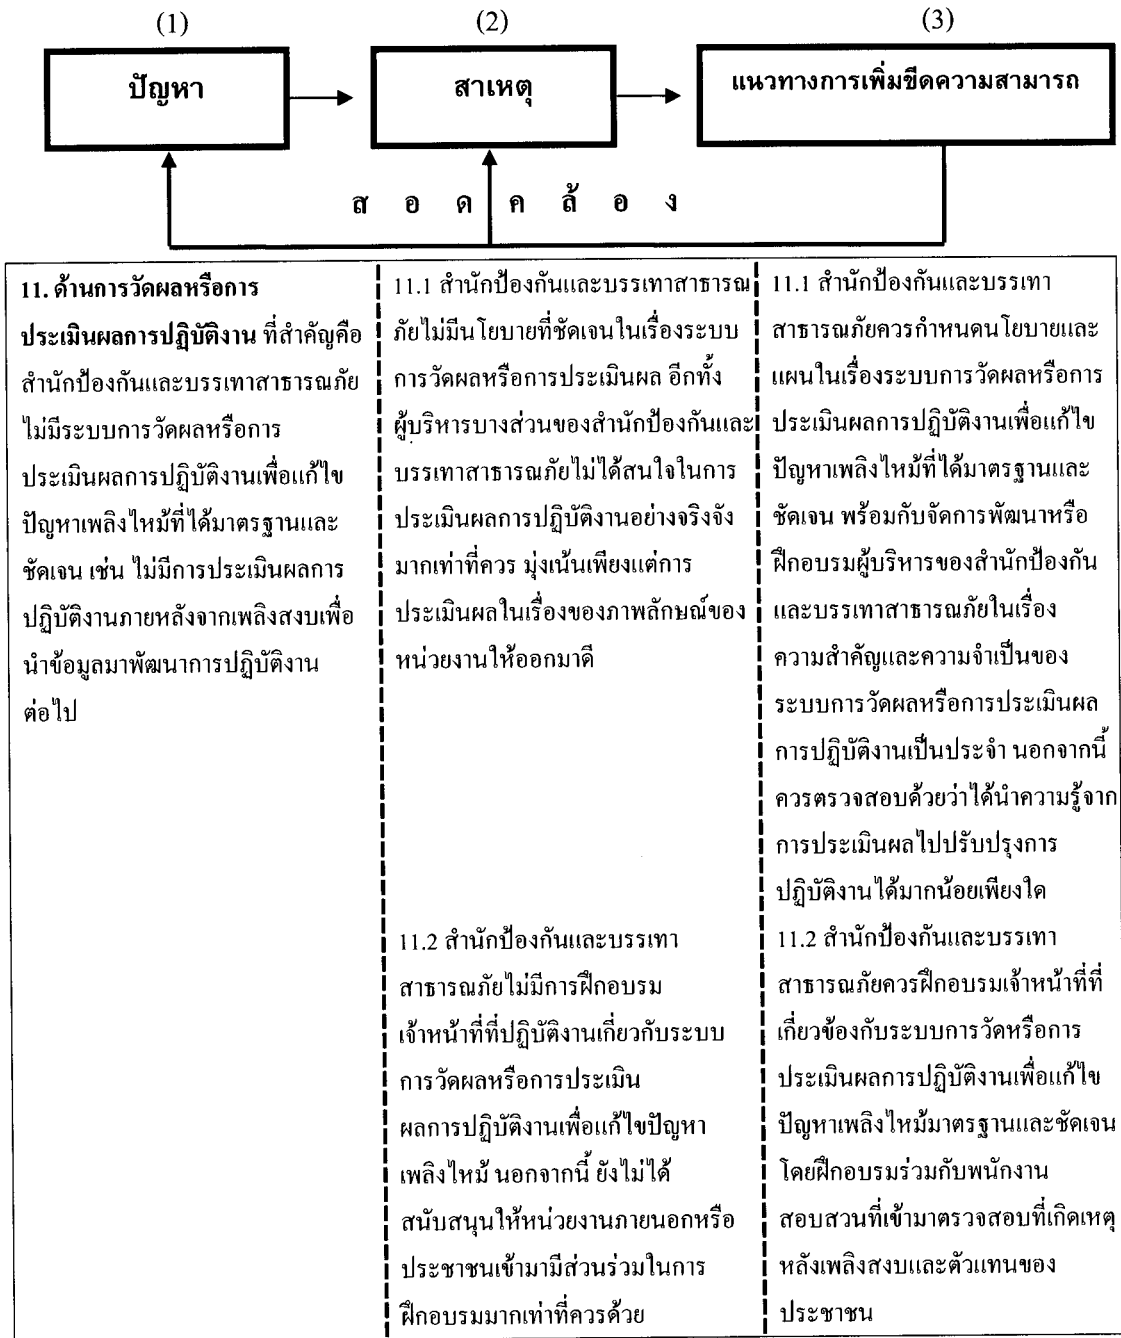 (1)
(2)
(3)
ปัญหา
สาเหตุ
แนวทางการเพิ่มขีดความสามารถ
ส อ ด ค ล้ อ ง
11. ด้านการวัดผลหรือการ
ประเมินผลการปฏิบัติงาน ที่สำคัญคือ
สำนักป้องกันและบรรเทาสาธารณภัย
ไม่มีระบบการวัดผลหรือการ
ประเมินผลการปฏิบัติงานเพื่อแก้ไข
ปัญหาเพลิงไหม้ที่ได้มาตรฐานและ
ชัดเจน เช่น ไม่มีการประเมินผลการ
ปฏิบัติงานภายหลังจากเพลิงสงบเพื่อ
นำข้อมูลมาพัฒนาการปฏิบัติงาน
ต่อไป
11.1 สำนักป้องกันและบรรเทาสาธารณ
ภัยไม่มีนโยบายที่ชัดเจนในเรื่องระบบ
การวัดผลหรือการประเมินผล อีกทั้ง
ผู้บริหารบางส่วนของสำนักป้องกันและ
บรรเทาสาธารณภัยไม่ได้สนใจในการ
ประเมินผลการปฏิบัติงานอย่างจริงจัง
มากเท่าที่ควร มุ่งเน้นเพียงแต่การ
ประเมินผลในเรื่องของภาพลักษณ์ของ
หน่วยงานให้ออกมาดี
11.2 สำนักป้องกันและบรรเทา
สาธารณภัยไม่มีการฝึกอบรม
เจ้าหน้าที่ที่ปฏิบัติงานเกี่ยวกับระบบ
การวัดผลหรือการประเมิน
ผลการปฏิบัติงานเพื่อแก้ไขปัญหา
เพลิงไหม้ นอกจากนี้ ยังไม่ได้
สนับสนุนให้หน่วยงานภายนอกหรือ
ประชาชนเข้ามามีส่วนร่วมในการ
ฝึกอบรมมากเท่าที่ควรด้วย
11.1 สำนักป้องกันและบรรเทา
สาธารณภัยควรกำหนดนโยบายและ
แผนในเรื่องระบบการวัดผลหรือการ
ประเมินผลการปฏิบัติงานเพื่อแก้ไข
ปัญหาเพลิงไหม้ที่ได้มาตรฐานและ
ชัดเจน พร้อมกับจัดการพัฒนาหรือ
ฝึกอบรมผู้บริหารของสำนักป้องกัน
และบรรเทาสาธารณภัยในเรื่อง
ความสำคัญและความจำเป็นของ
ระบบการวัดผลหรือการประเมินผล
การปฏิบัติงานเป็นประจำ นอกจากนี้
ควรตรวจสอบด้วยว่าได้นำความรู้จาก
การประเมินผลไปปรับปรุงการ
ปฏิบัติงานได้มากน้อยเพียงใด
11.2 สำนักป้องกันและบรรเทา
สาธารณภัยควรฝึกอบรมเจ้าหน้าที่ที่
เกี่ยวข้องกับระบบการวัดหรือการ
ประเมินผลการปฏิบัติงานเพื่อแก้ไข
ปัญหาเพลิงไหม้มาตรฐานและชัดเจน
โดยฝึกอบรมร่วมกับพนักงาน
สอบสวนที่เข้ามาตรวจสอบที่เกิดเหตุ
หลังเพลิงสงบและตัวแทนของ
ประชาชน